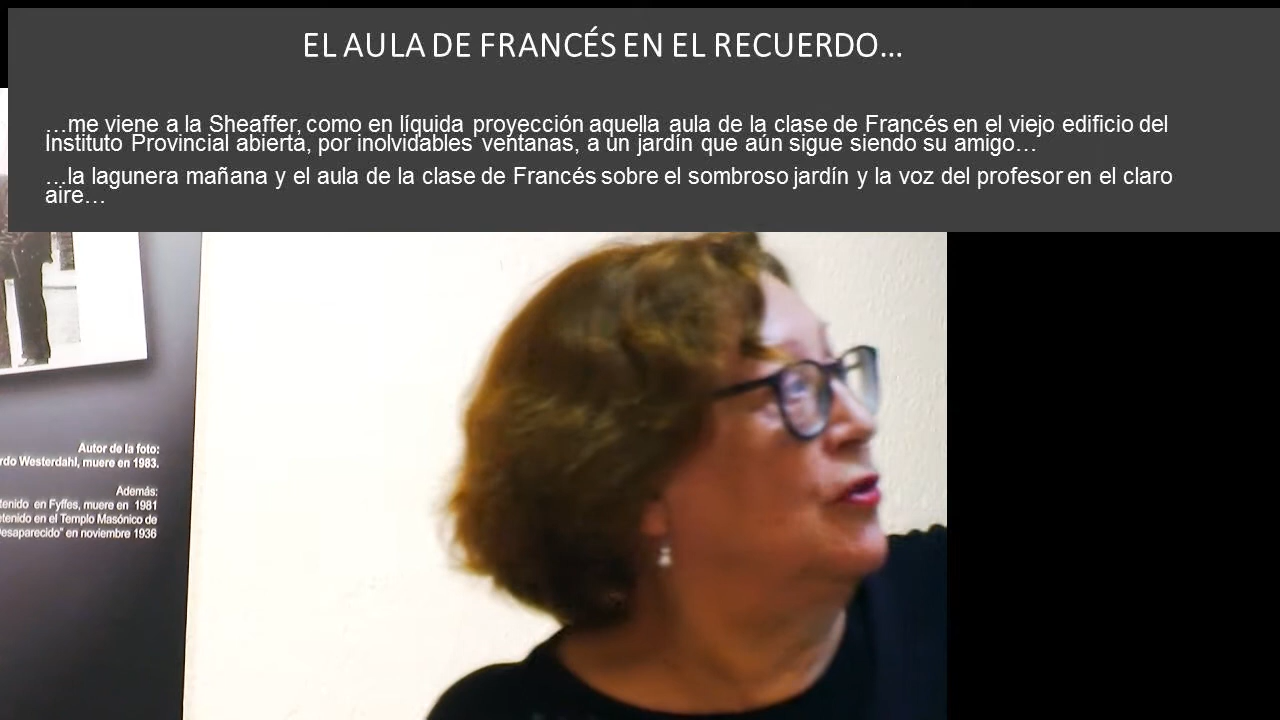 EL AULA DE FRANCÉS EN EL RECUERDO…
…me viene a la Sheaffer, como en líquida proyección aquella aula de la clase de Francés en el viejo edificio del
Instituto Provincial abierta, por inolvidables ventanas, a un jardín que aún sigue siendo su amigo…
…la lagunera mañana y el aula de la clase de Francés sobre el sombroso jardín y la voz del profesor en el claro
aire…
Autor de la foto:
rdo Westerdahl, muere en 1983.
Además:
tenido en Fyffes, muere en 1981
etenido en el Templo Masónico de
esaparecido" en noviembre 1936